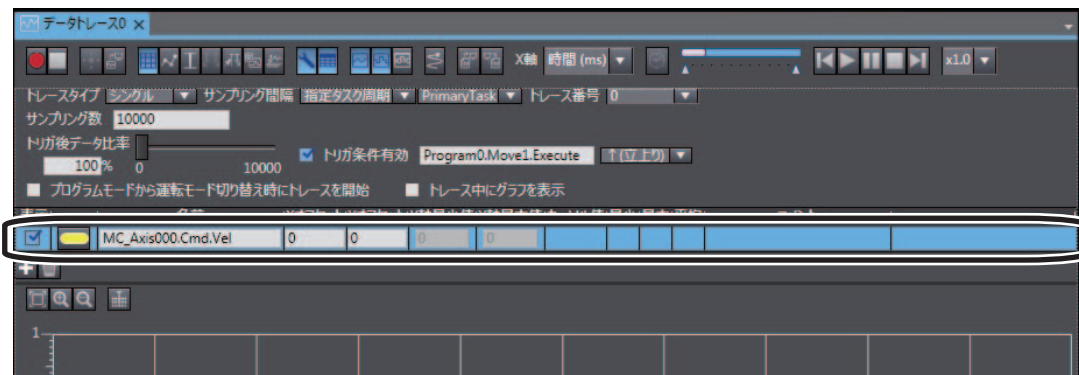 データトレース0 ×
X軸 時間 (ms) x1.0
トレースタイプ シングル サンプリング間隔 指定タスク周期 PrimaryTask トレース番号 0
サンプリング数 10000
トリガ後データ比率
100 % 0 10000 トリガ条件有効 Program0.Move1.Execute ↑(立上り)
プログラムモードから運転モード切り替え時にトレースを開始 トレース中にグラフを表示
MC_Axis000.Cmd.Vel 0 0 0 0
1